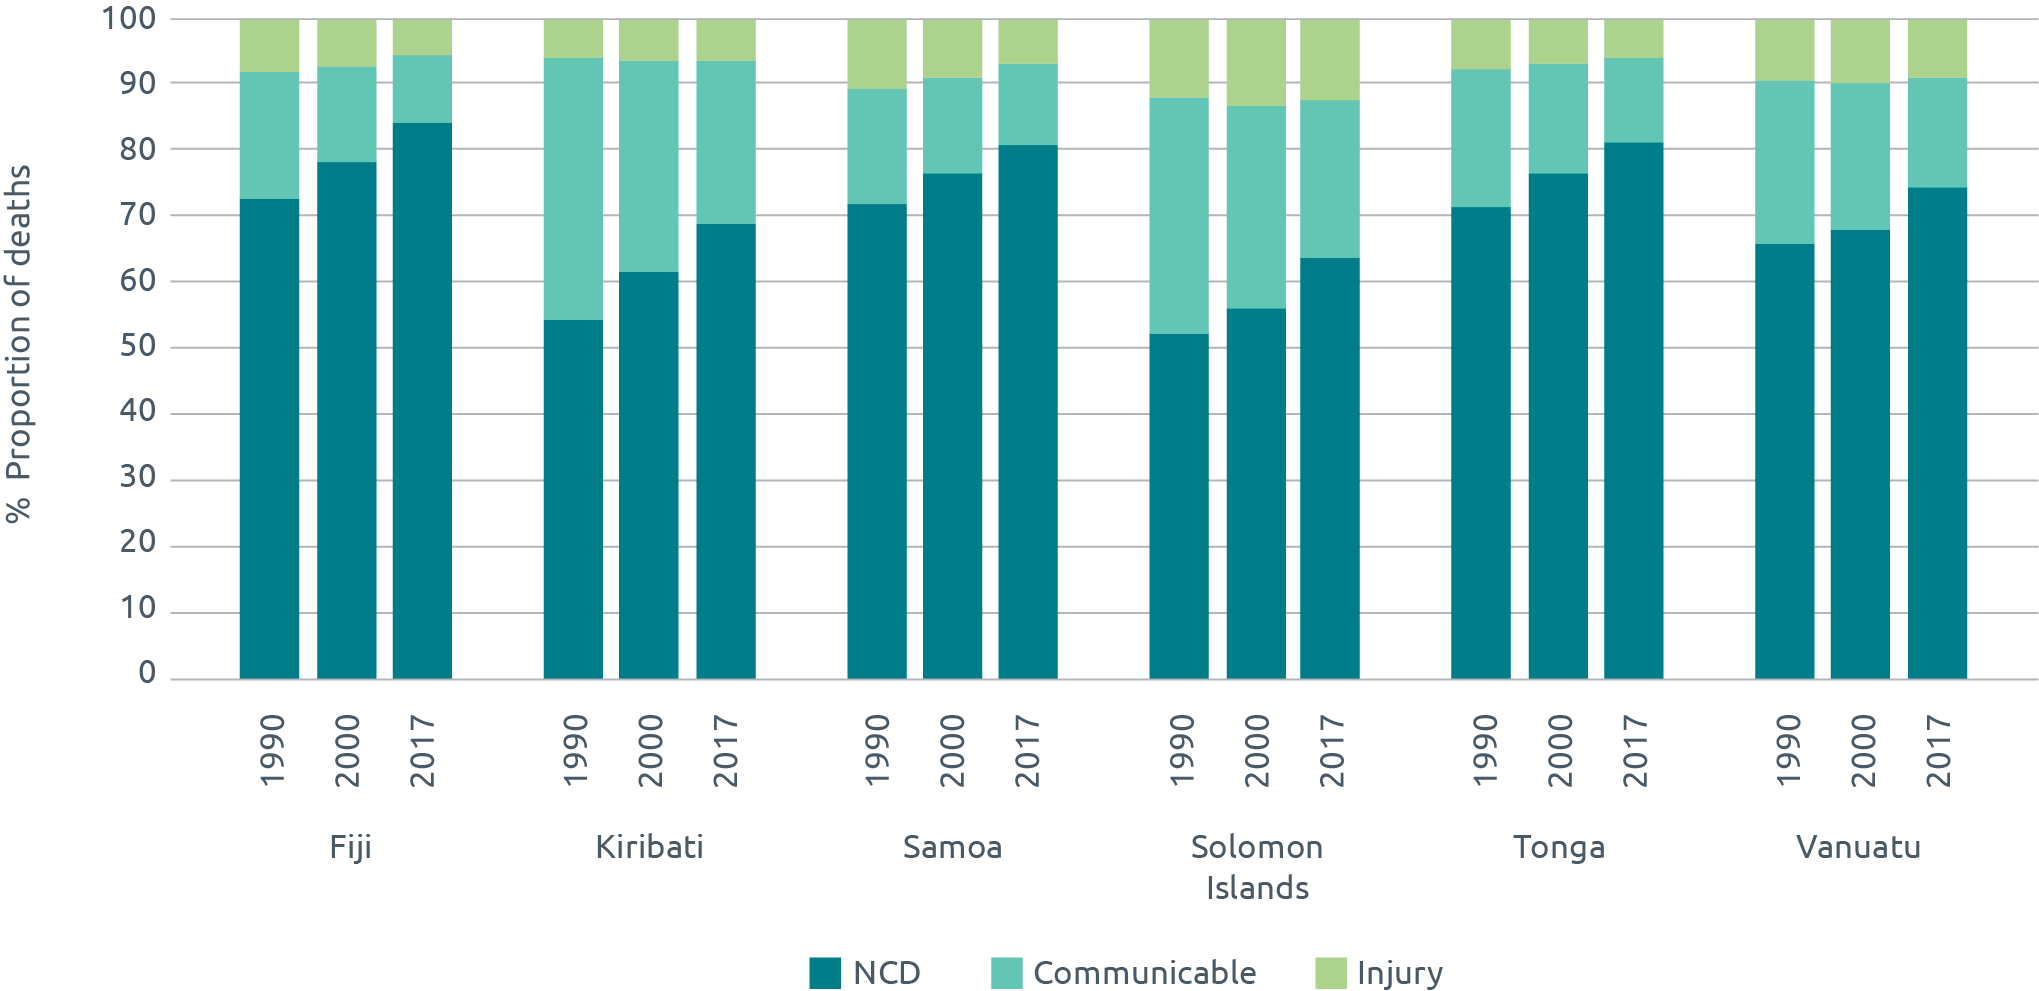 % Proportion of deaths
100
90
80
70
60
50
40
30
20
10
0
1990 2000 2017 1990 2000 2017 1990 2000 2017 1990 2000 2017 1990 2000 2017 1990 2000 2017
Fiji Kiribati Samoa Solomon Tonga Vanuatu
Islands
NCD Communicable Injury